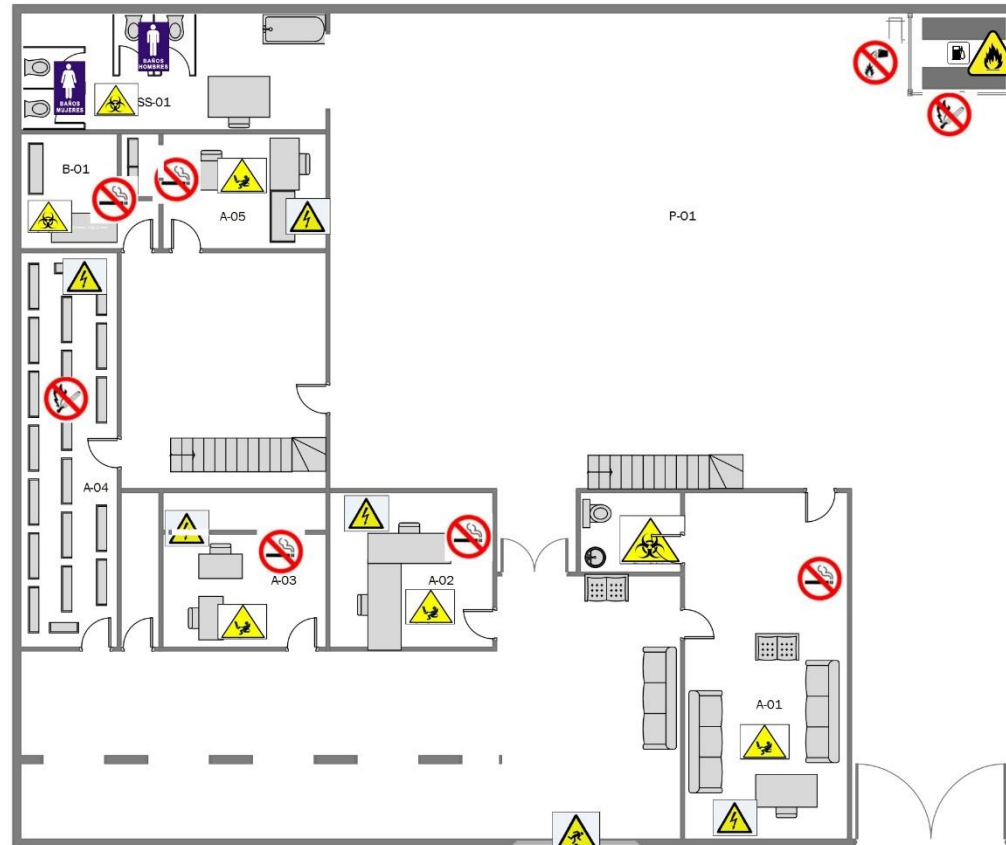 BAÑOS
HOMBRES
BAÑOS
MUJERES
SS-01
B-01
A-05
P-01
A-04
A-03
A-02
A-01